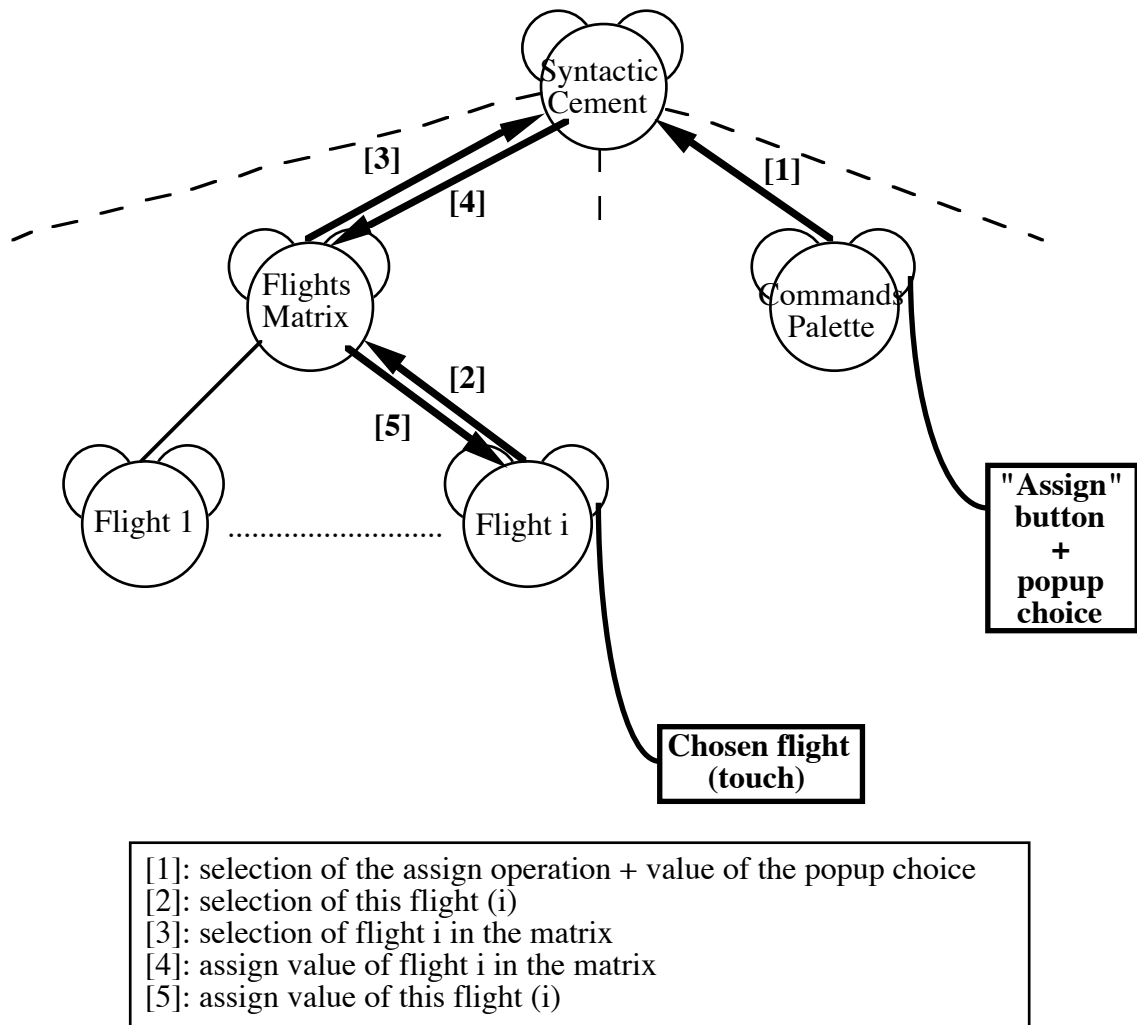 Syntactic
Cement
[3]
[1]
[4]
Flights
Matrix
Commands
Palette
[2]
[5]
Flight 1
........................
Flight i
"Assign"
button
+
popup
choice
Chosen flight
(touch)
[1]: selection of the assign operation + value of the popup choice
[2]: selection of this flight (i)
[3]: selection of flight i in the matrix
[4]: assign value of flight i in the matrix
[5]: assign value of this flight (i)